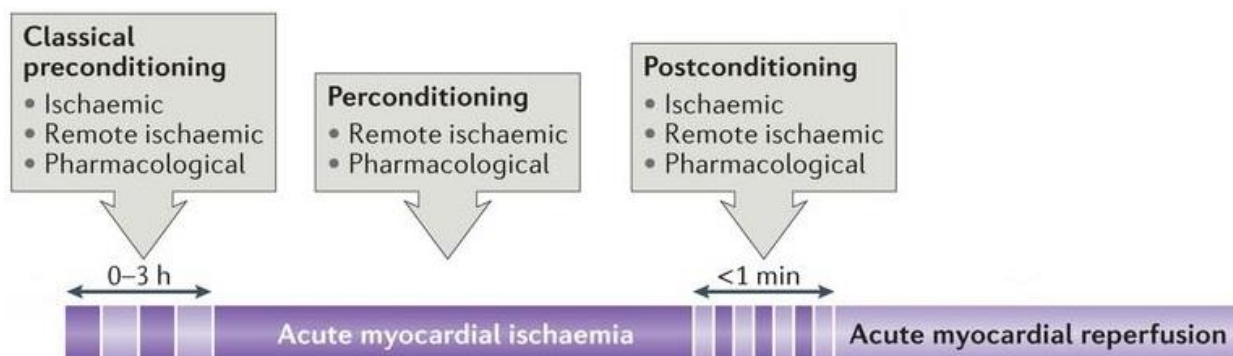 Classical
preconditioning
• Ischaemic
• Remote ischaemic
• Pharmacological
Perconditioning
• Remote ischaemic
• Pharmacological
Postconditioning
• Ischaemic
• Remote ischaemic
• Pharmacological
0–3 h
<1 min
Acute myocardial ischaemia
Acute myocardial reperfusion